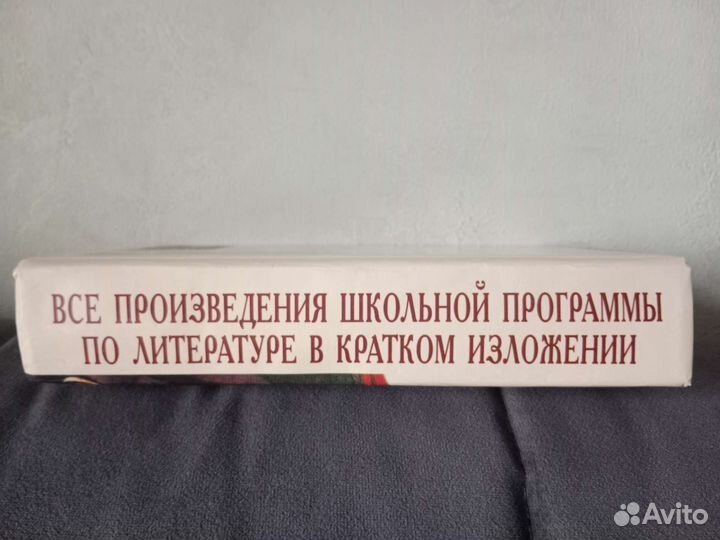 ВСЕ ПРОИЗВЕДЕНИЯ ШКОЛЬНОЙ ПРОГРАММЫ
ПО ЛИТЕРАТУРЕ В КРАТКОМ ИЗЛОЖЕНИИ
Avito